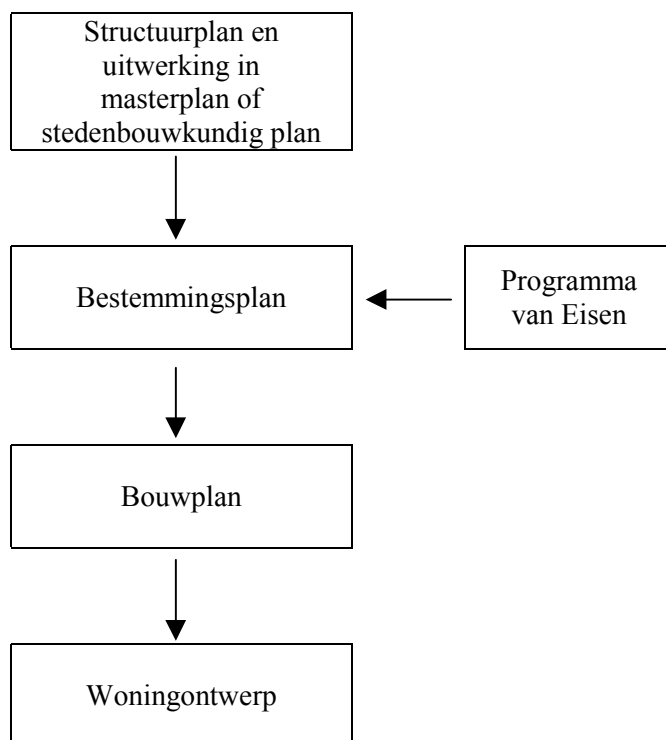 Structuurplan en
uitwerking in
masterplan of
stedenbouwkundig plan
Bestemmingsplan
Programma
van Eisen
Bouwplan
Woningontwerp